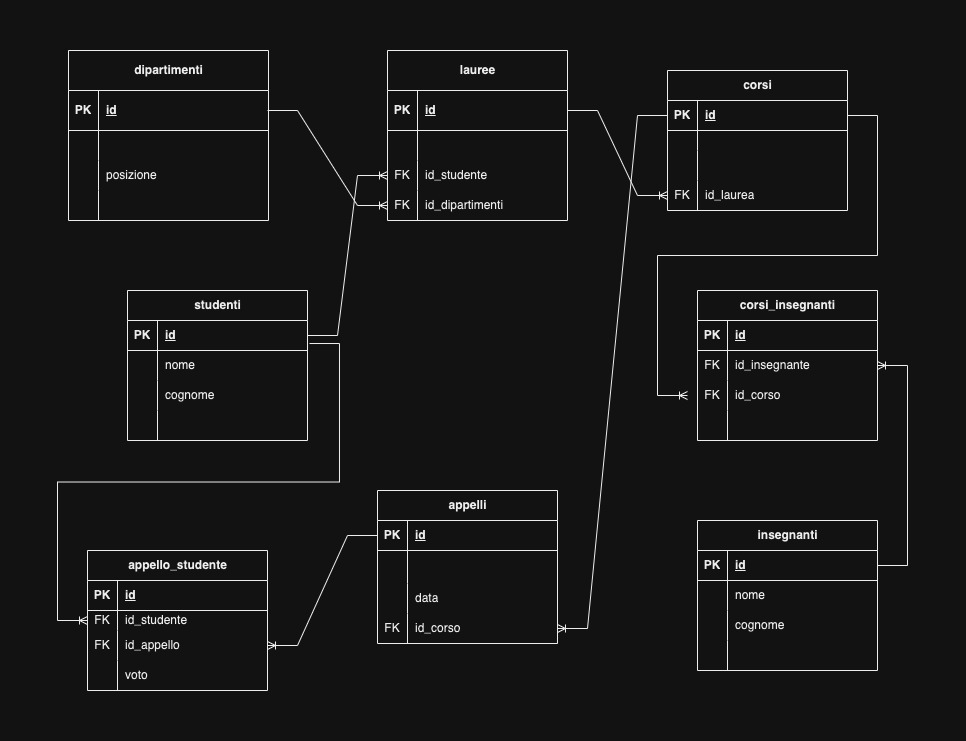 dipartimenti
PK id
posizione
lauree
PK id
FK id_studente
FK id_dipartimenti
corsi
PK id
FK id_laurea
studenti
PK id
nome
cognome
corsi_insegnanti
PK id
FK id_insegnante
FK id_corso
appelli
PK id
data
FK id_corso
insegnanti
PK id
nome
cognome
appello_studente
PK id
FK id_studente
FK id_appello
voto